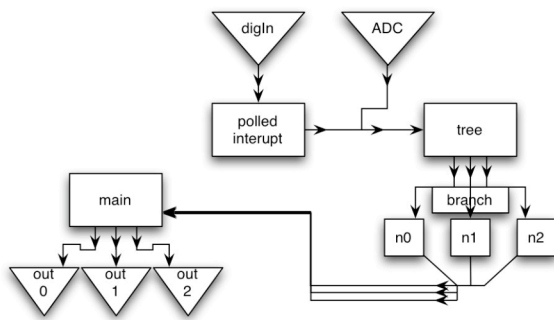 digIn
ADC
polled
interupt
tree
branch
main
n0
n1
n2
out
0
out
1
out
2